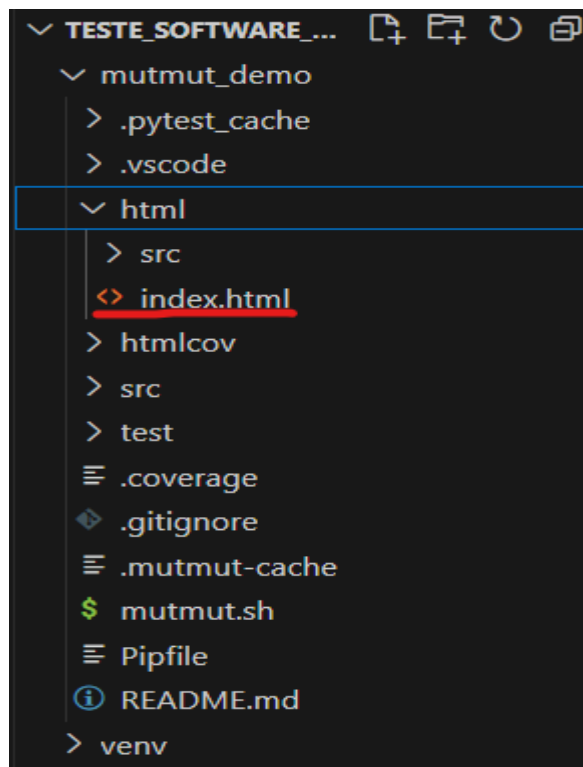 TESTE_SOFTWARE_...
mutmut_demo
.pytest_cache
.vscode
html
src
index.html
htmlcov
src
test
.coverage
.gitignore
.mutmut-cache
mutmut.sh
Pipfile
README.md
venv